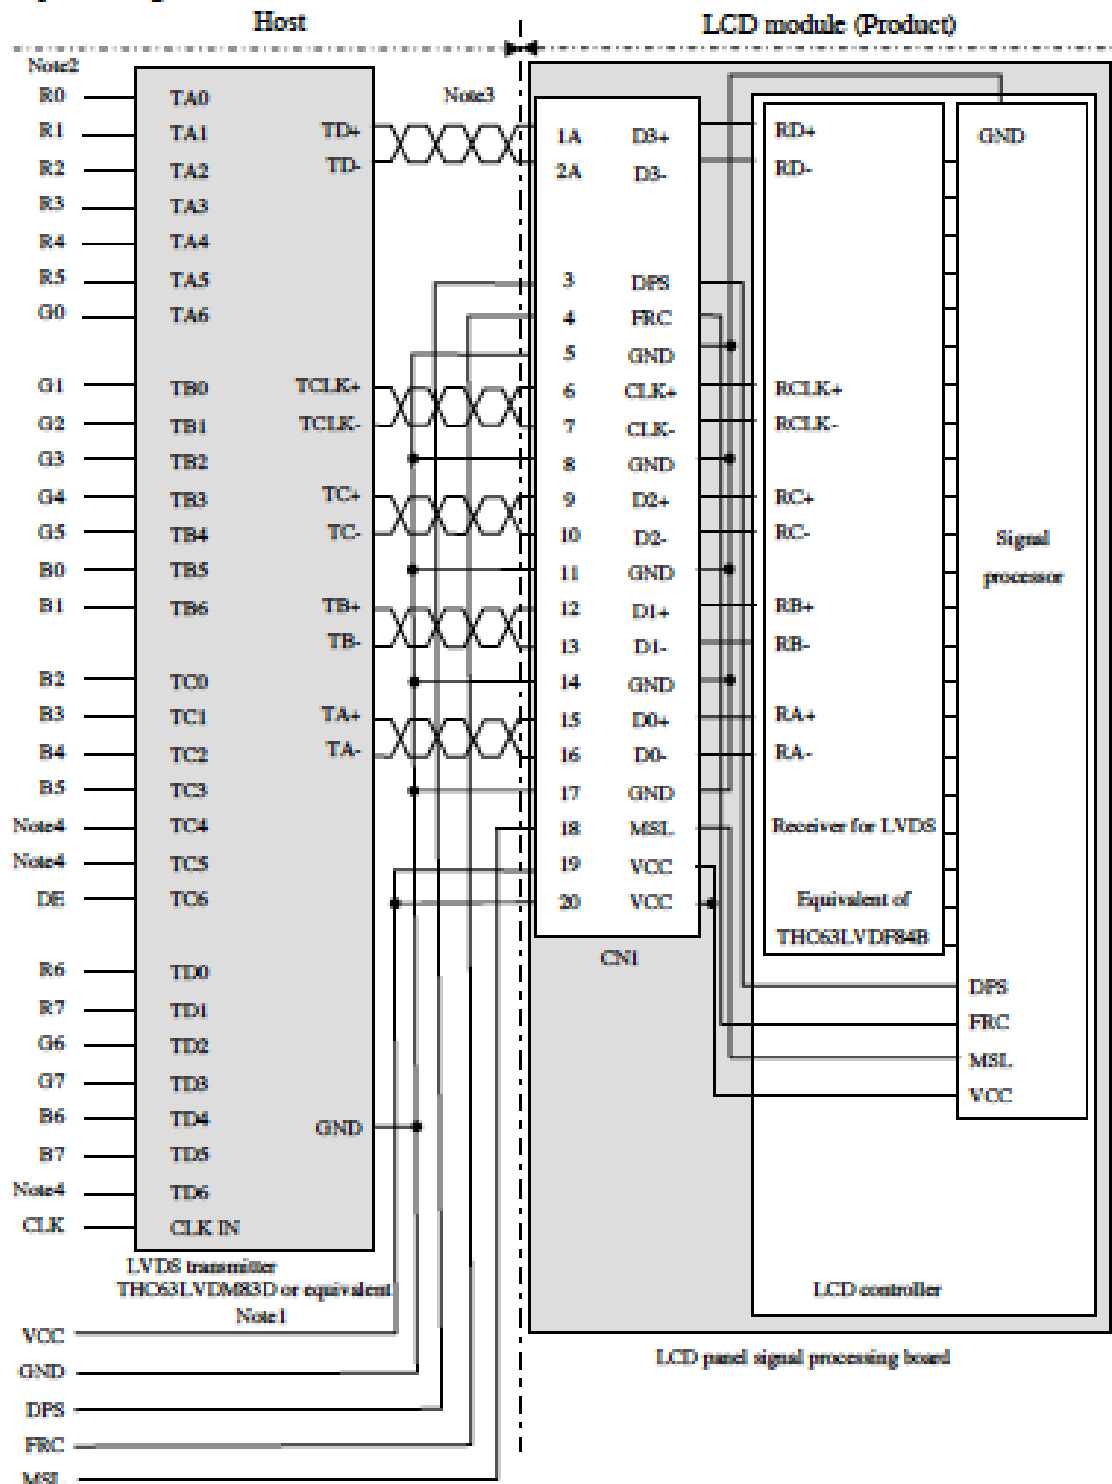 Host
LCD module (Product)
Note2
R0 TA0
R1 TA1
R2 TA2
R3 TA3
R4 TA4
R5 TA5
G0 TA6
G1 TB0
G2 TB1
G3 TB2
G4 TB3
G5 TB4
B0 TB5
B1 TB6
B2 TC0
B3 TC1
B4 TC2
B5 TC3
Note4 TC4
Note4 TC5
DE TC6
R6 TD0
R7 TD1
G6 TD2
G7 TD3
B6 TD4
B7 TD5
Note4 TD6
CLK CLK IN
TD+
TD-
TCLK+
TCLK-
TC+
TC-
TB+
TB-
TA+
TA-
GND
LVDS transmitter
THC63LVDM83D or equivalent
Note1
VCC
GND
DPS
FRC
MSL
Note3
1A D3+
2A D3-
3 DPS
4 FRC
5 GND
6 CLK+
7 CLK-
8 GND
9 D2+
10 D2-
11 GND
12 D1+
13 D1-
14 GND
15 D0+
16 D0-
17 GND
18 MSL
19 VCC
20 VCC
CN1
RD+
RD-
RCLK+
RCLK-
RC+
RC-
RB+
RB-
RA+
RA-
Receiver for LVDS
Equivalent of
THC63LVDF84B
GND
Signal
processor
DPS
FRC
MSL
VCC
LCD controller
LCD panel signal processing board